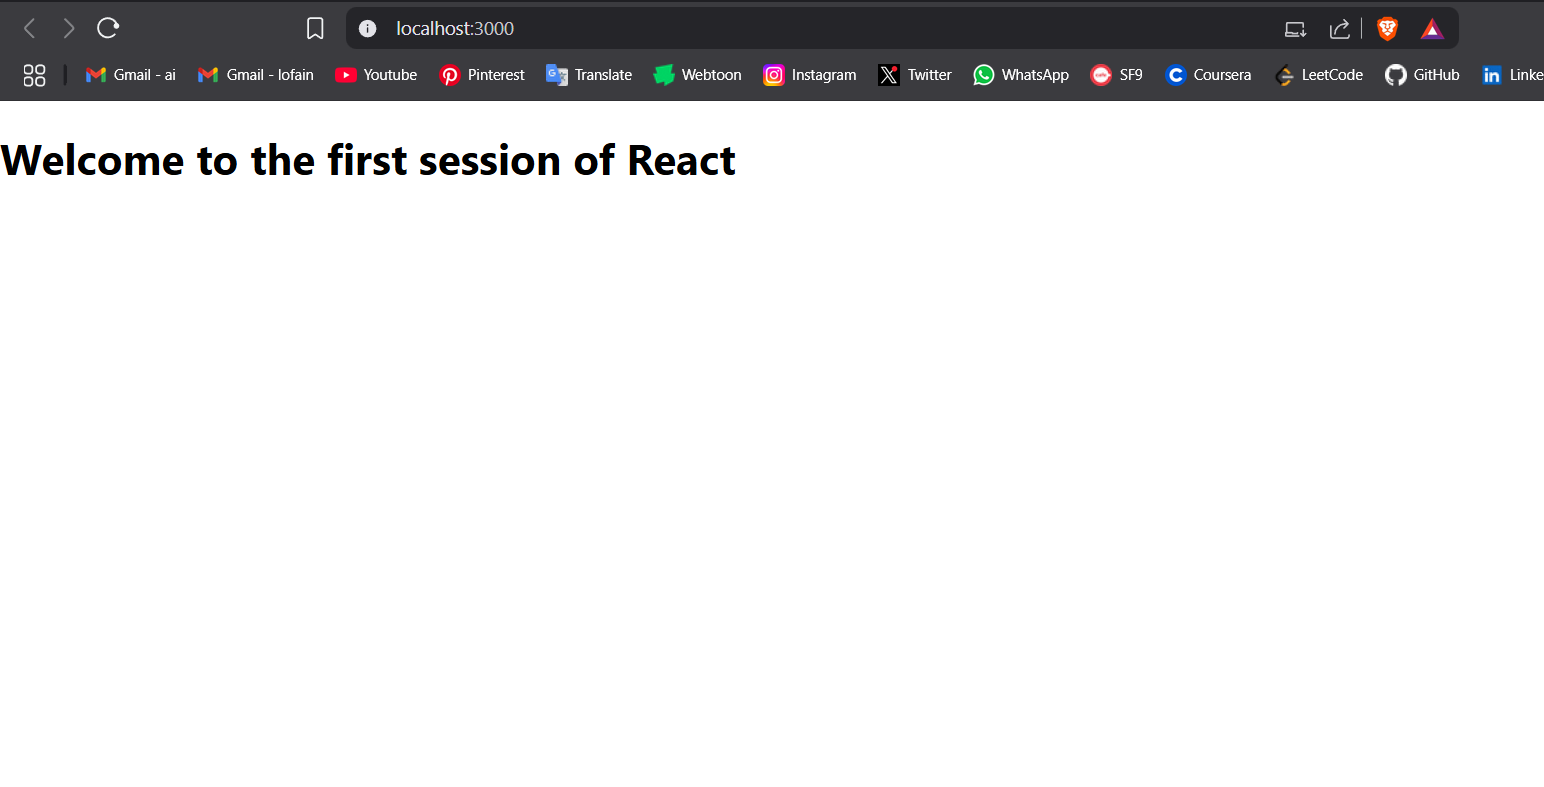 localhost:3000
Gmail - ai Gmail - lofain Youtube Pinterest Translate Webtoon Instagram Twitter WhatsApp SF9 Coursera LeetCode GitHub Linke
Welcome to the first session of React